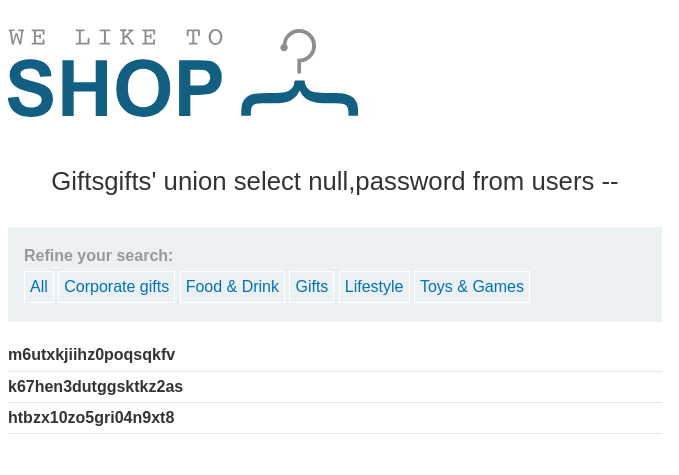 WE LIKE TO
SHOP
Giftsgifts' union select null,password from users --
Refine your search:
All Corporate gifts Food & Drink Gifts Lifestyle Toys & Games
m6utxkjiihz0poqsqkfv
k67hen3dutggsktkz2as
htbzx10zo5gri04n9xt8